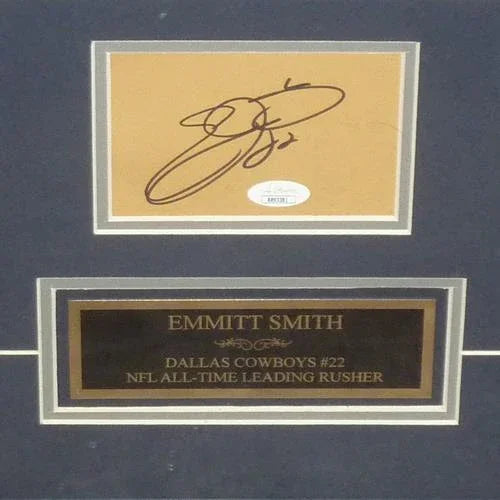 EMMITT SMITH
DALLAS COWBOYS #22
NFL ALL-TIME LEADING RUSHER